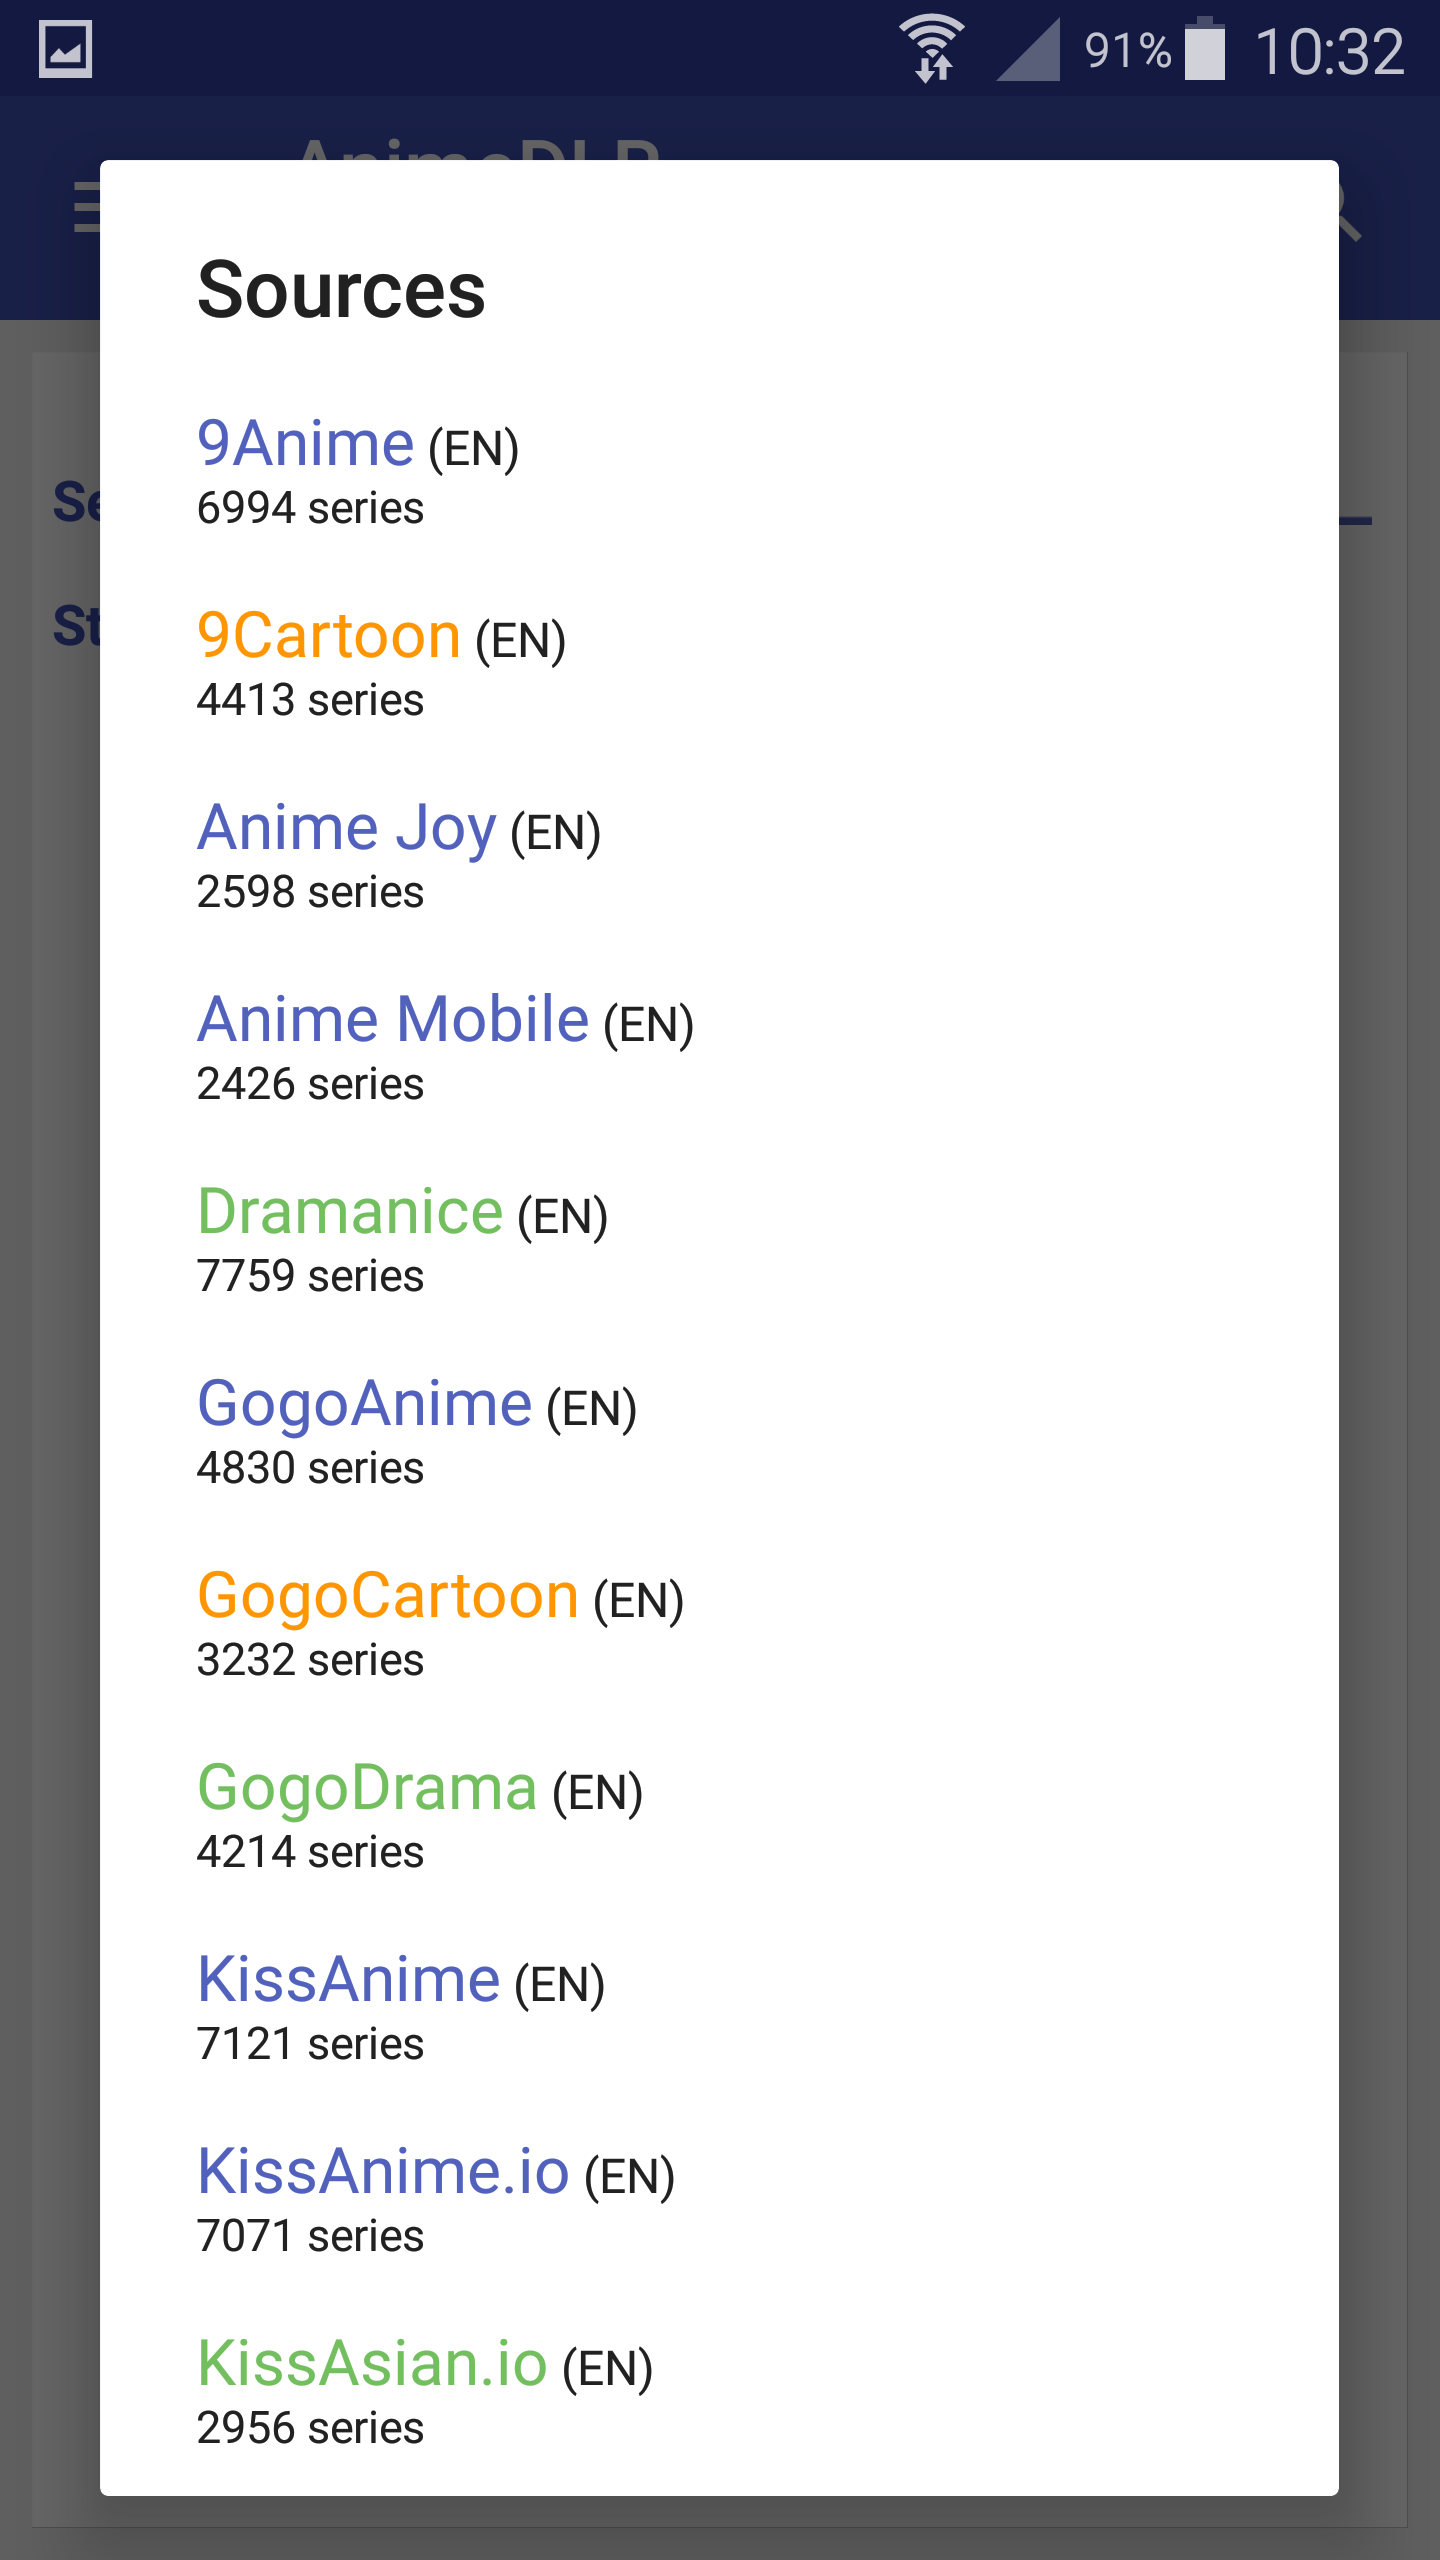 91% 10:32
Sources
9Anime (EN)
6994 series
9Cartoon (EN)
4413 series
Anime Joy (EN)
2598 series
Anime Mobile (EN)
2426 series
Dramanice (EN)
7759 series
GogoAnime (EN)
4830 series
GogoCartoon (EN)
3232 series
GogoDrama (EN)
4214 series
KissAnime (EN)
7121 series
KissAnime.io (EN)
7071 series
KissAsian.io (EN)
2956 series